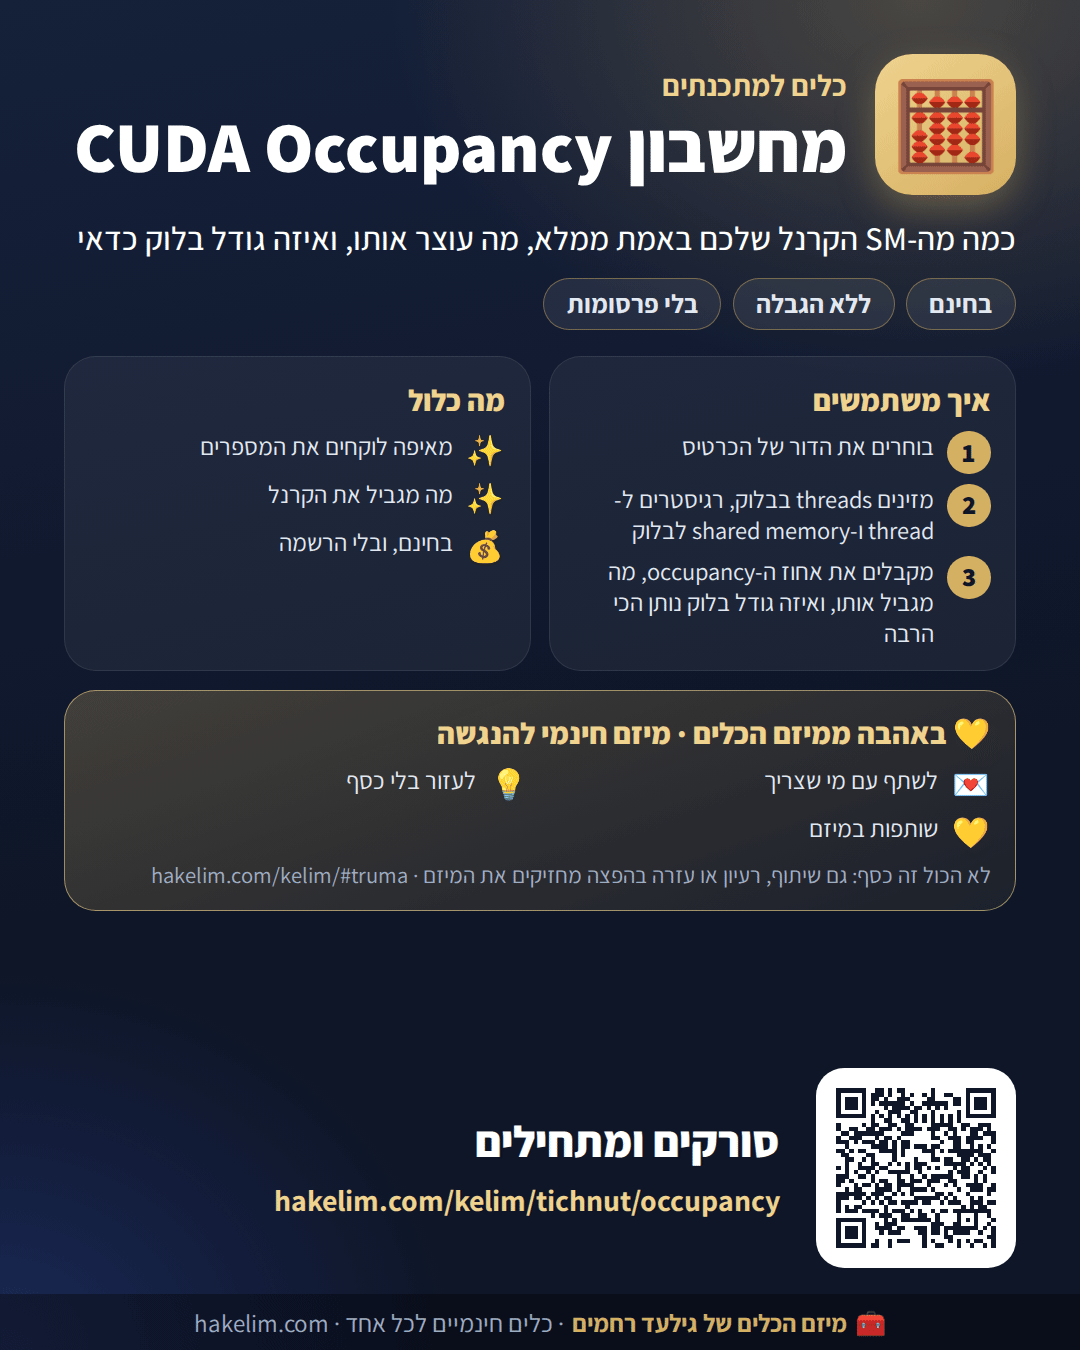 כלים למתכנתים
מחשבון CUDA Occupancy
כמה מה-SM הקרנל שלכם באמת ממלא, מה עוצר אותו, ואיזה גודל בלוק כדאי
בחינם
ללא הגבלה
בלי פרסומות
איך משתמשים
1 בוחרים את הדור של הכרטיס
2 מזינים threads בבלוק, רגיסטרים ל-
thread ו-shared memory לבלוק
3 מקבלים את אחוז ה-occupancy, מה
מגביל אותו, ואיזה גודל בלוק נותן הכי
הרבה
מה כלול
מאיפה לוקחים את המספרים
מה מגביל את הקרנל
בחינם, ובלי הרשמה
באהבה ממיזם הכלים · מיזם חינמי להנגשה
לשתף עם מי שצריך
לעזור בלי כסף
שותפות במיזם
לא הכול זה כסף: גם שיתוף, רעיון או עזרה בהפצה מחזיקים את המיזם · hakelim.com/kelim/#truma
סורקים ומתחילים
hakelim.com/kelim/tichnut/occupancy
מיזם הכלים של גילעד רחמים · כלים חינמיים לכל אחד · hakelim.com